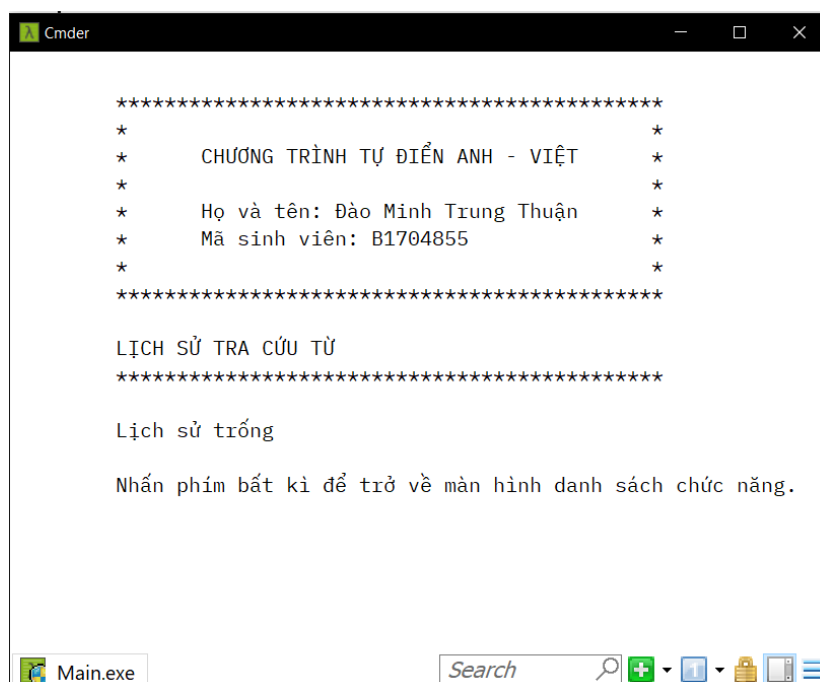 Cmder
*********************************************
* *
* CHƯƠNG TRÌNH TỰ ĐIỂN ANH - VIỆT *
* *
* Họ và tên: Đào Minh Trung Thuận *
* Mã sinh viên: B1704855 *
* *
*********************************************
LỊCH SỬ TRA CỨU TỪ
*********************************************
Lịch sử trống
Nhấn phím bất kì để trở về màn hình danh sách chức năng.
Main.exe
Search
1